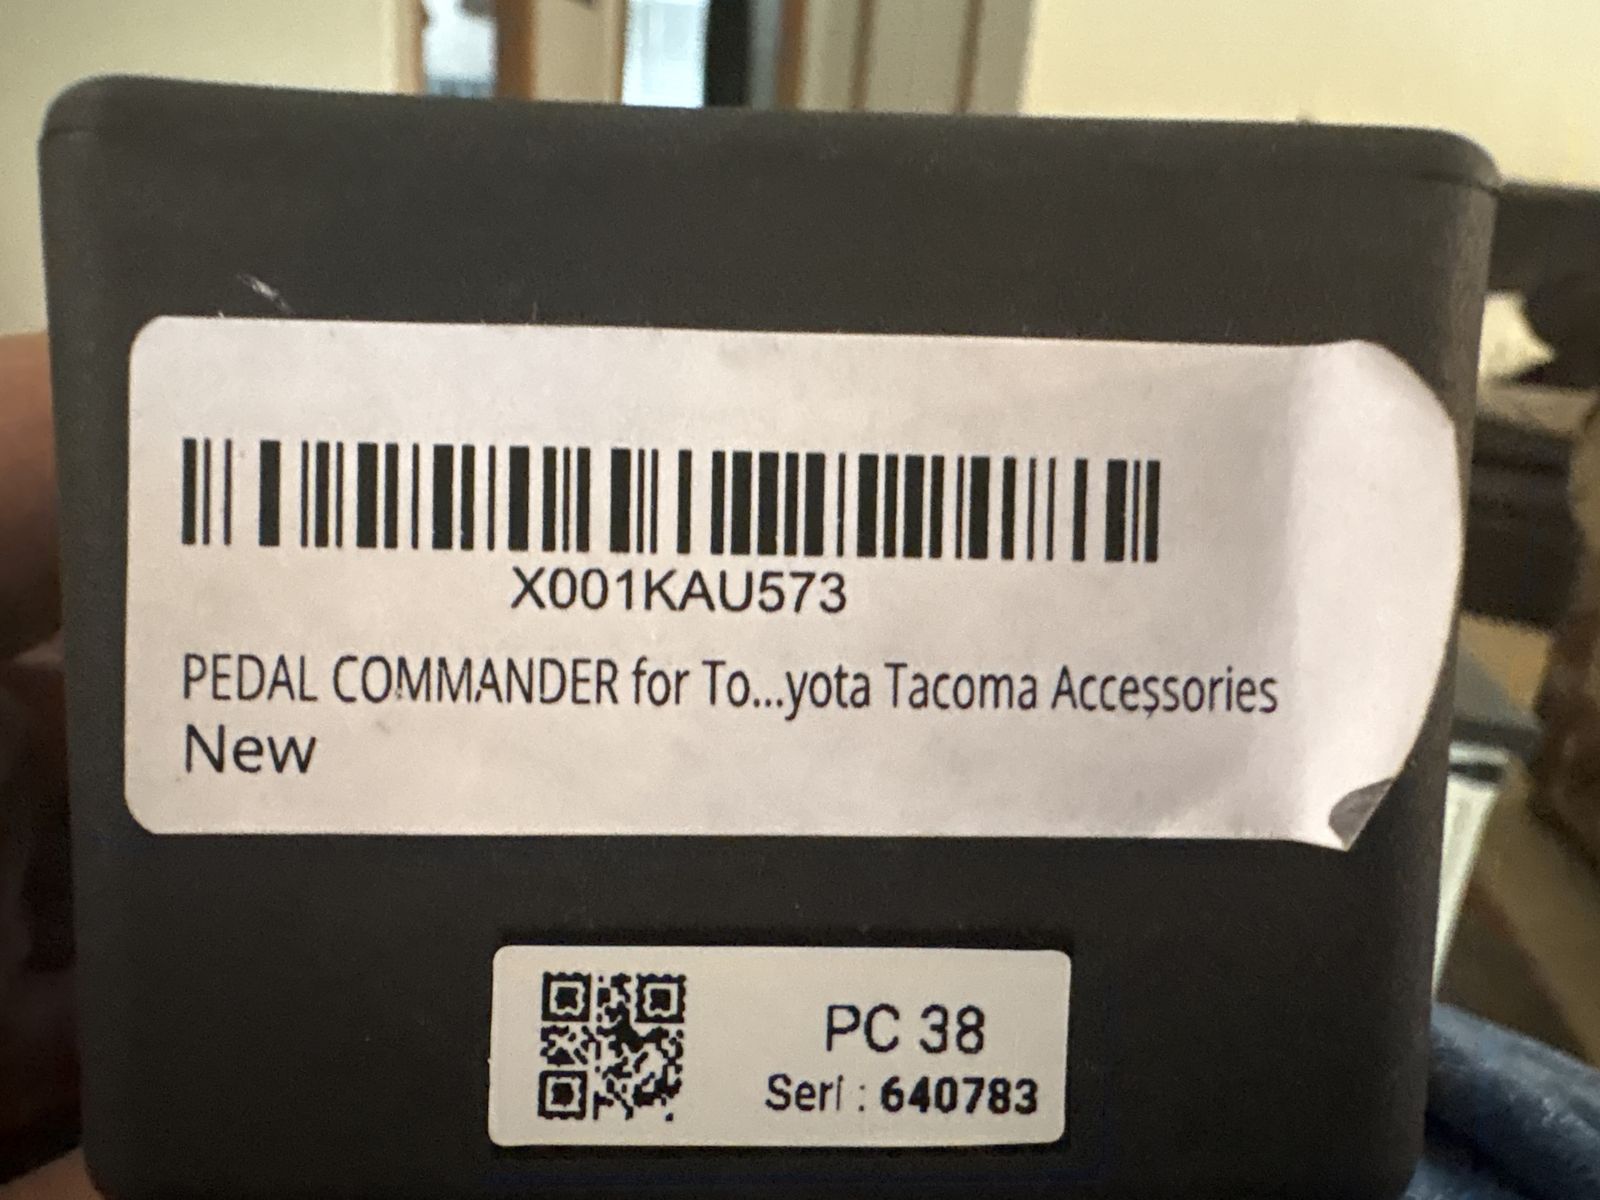 X001KAU573
PEDAL COMMANDER for To...yota Tacoma Accessories
New
PC 38
Seri : 640783